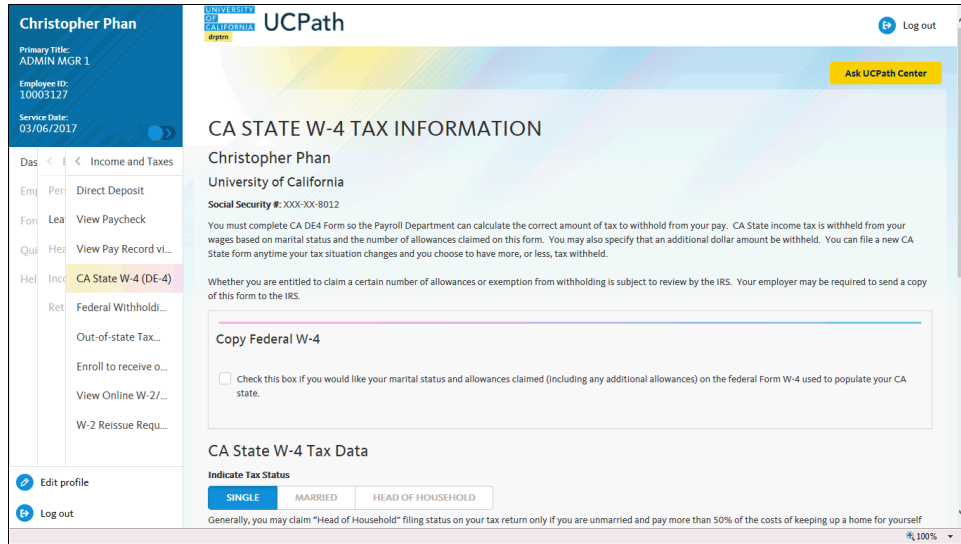 Christopher Phan
Primary Title:
ADMIN MGR 1
Employee ID:
10003127
Service Date:
03/06/2017
Das
Emp
For
Qui
Hel
Per
Lea
Hea
Inco
Ret
Income and Taxes
Direct Deposit
View Paycheck
View Pay Record vi...
CA State W-4 (DE-4)
Federal Withholdi...
Out-of-state Tax...
Enroll to receive o...
View Online W-2/...
W-2 Reissue Requ...
Edit profile
Log out
UNIVERSITY
OF
CALIFORNIA
UCPath
drptrn
Log out
Ask UCPath Center
CA STATE W-4 TAX INFORMATION
Christopher Phan
University of California
Social Security #: XXX-XX-8012
You must complete CA DE4 Form so the Payroll Department can calculate the correct amount of tax to withhold from your pay. CA State income tax is withheld from your
wages based on marital status and the number of allowances claimed on this form. You may also specify that an additional dollar amount be withheld. You can file a new CA
State form anytime your tax situation changes and you choose to have more, or less, tax withheld.
Whether you are entitled to claim a certain number of allowances or exemption from withholding is subject to review by the IRS. Your employer may be required to send a copy
of this form to the IRS.
Copy Federal W-4
Check this box if you would like your marital status and allowances claimed (including any additional allowances) on the federal Form W-4 used to populate your CA
state.
CA State W-4 Tax Data
Indicate Tax Status
SINGLE MARRIED HEAD OF HOUSEHOLD
Generally, you may claim “Head of Household” filing status on your tax return only if you are unmarried and pay more than 50% of the costs of keeping up a home for yourself
100%